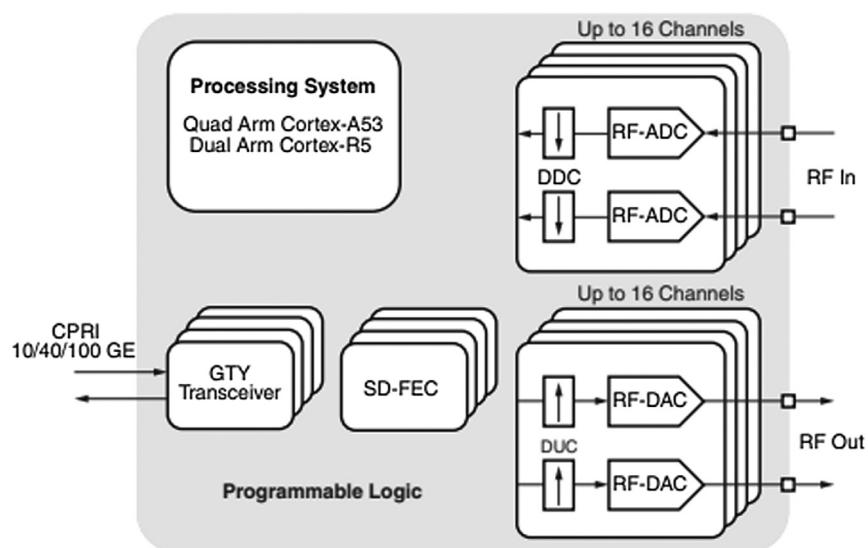 Up to 16 Channels
Processing System
Quad Arm Cortex-A53
Dual Arm Cortex-R5
RF-ADC
DDC
RF-ADC
RF In
Up to 16 Channels
CPRI
10/40/100 GE
GTY
Transceiver
SD-FEC
RF-DAC
DUC
RF-DAC
RF Out
Programmable Logic